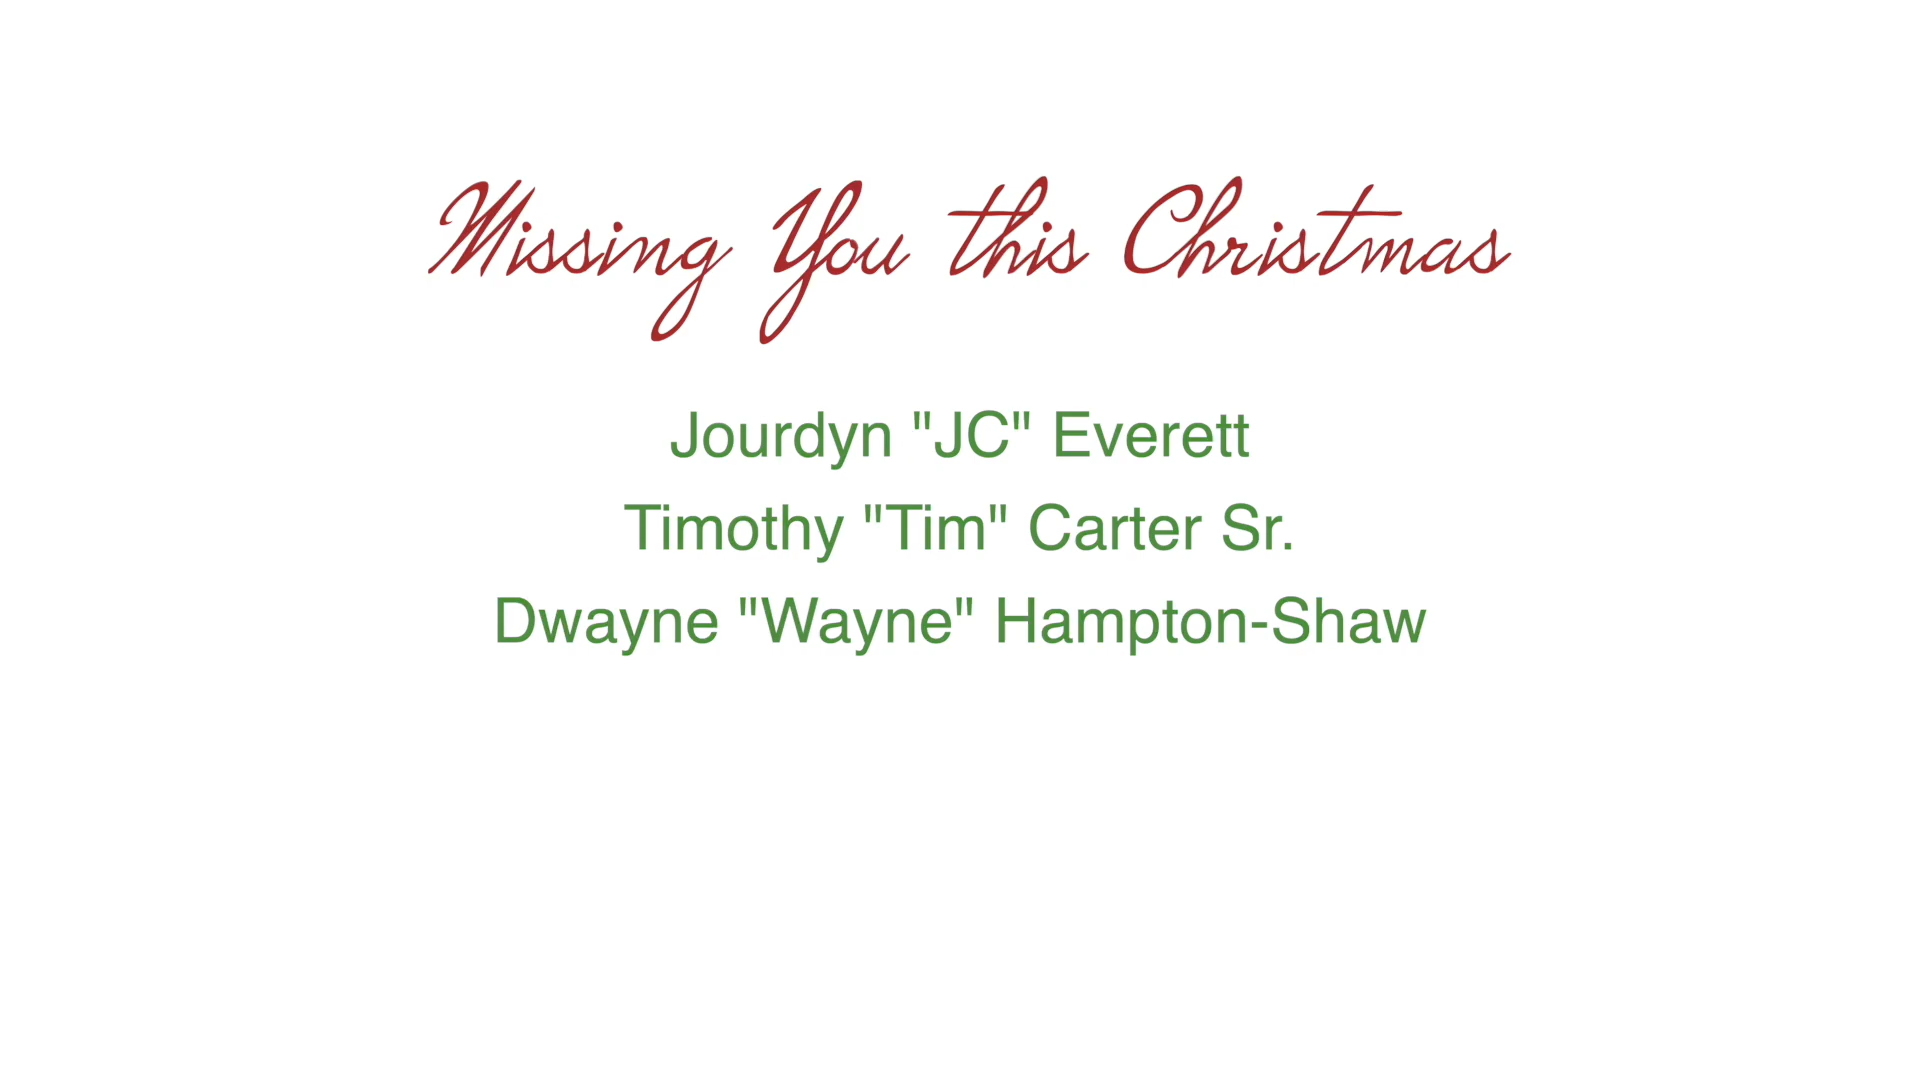 Missing You this Christmas
Jourdyn "JC" Everett
Timothy "Tim" Carter Sr.
Dwayne "Wayne" Hampton-Shaw